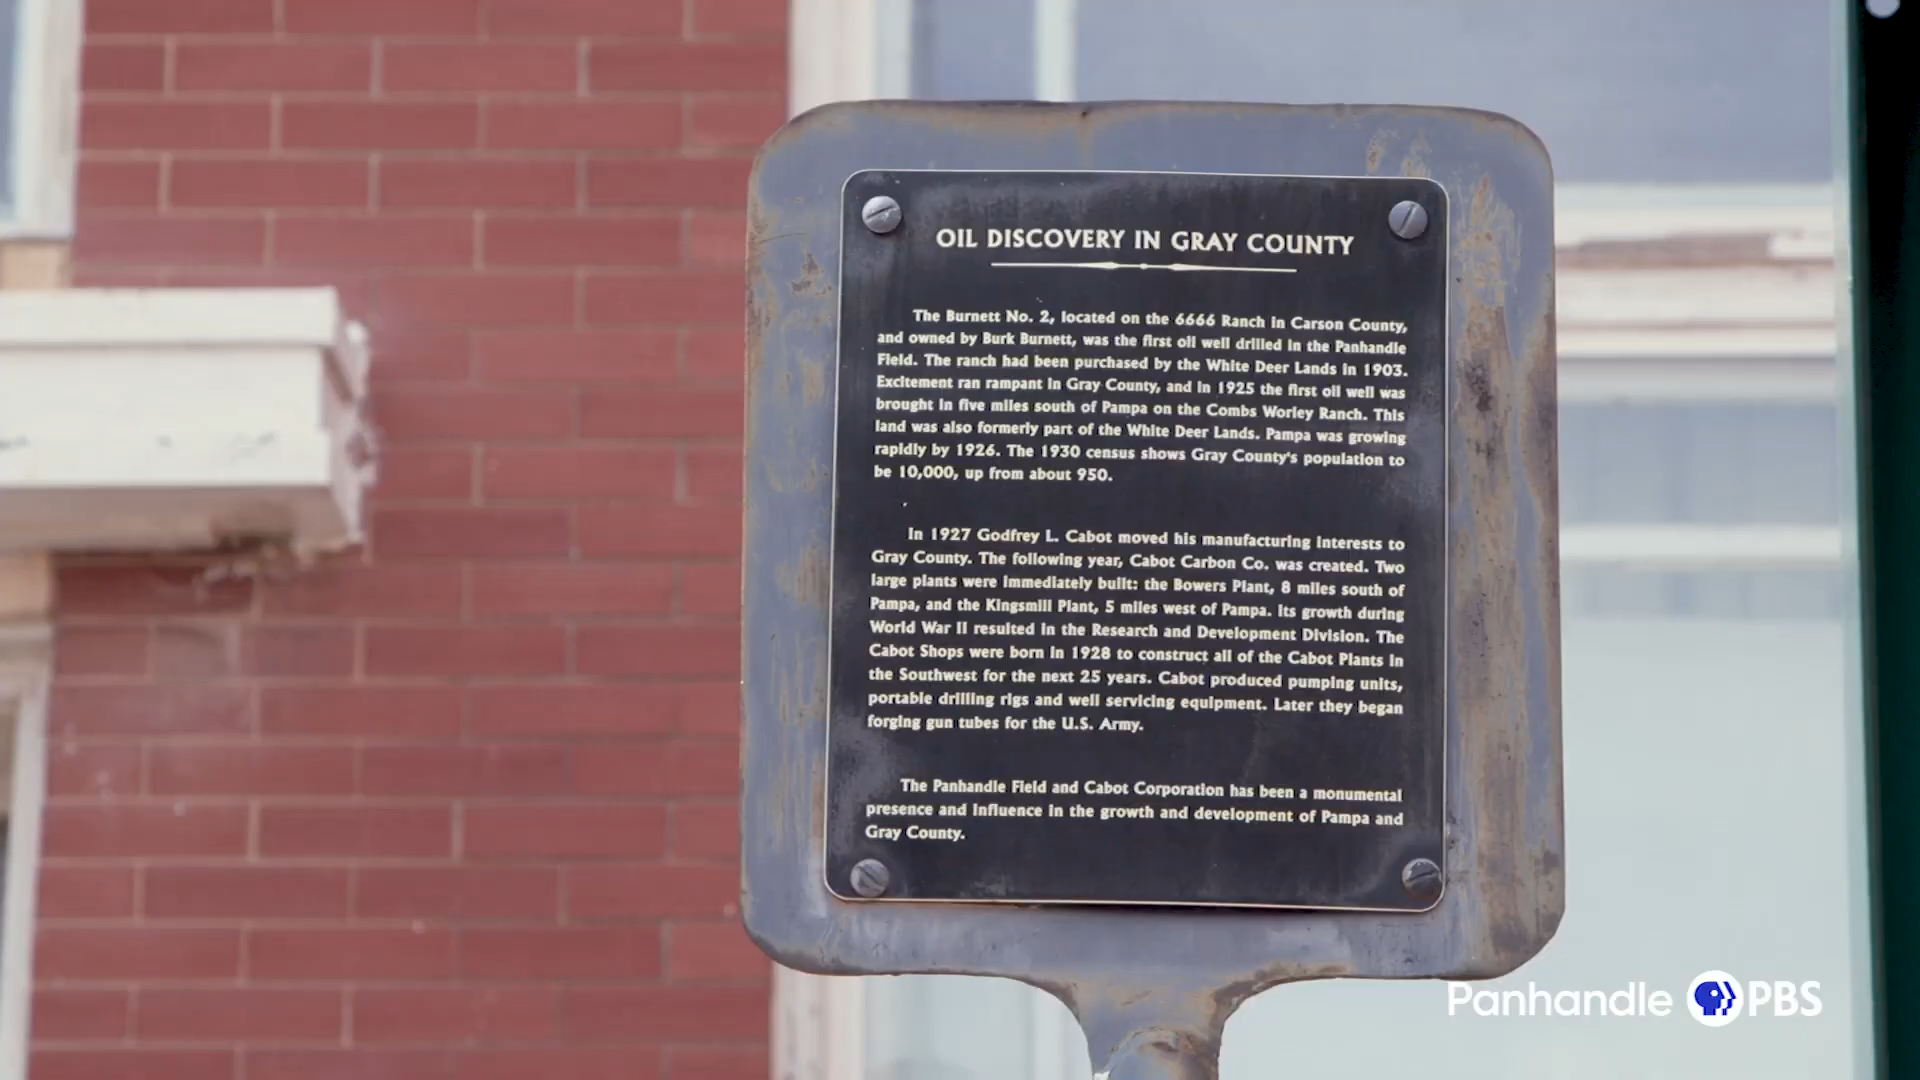 OIL DISCOVERY IN GRAY COUNTY
The Burnett No. 2, located on the 6666 Ranch in Carson County,
and owned by Burk Burnett, was the first oil well drilled in the Panhandle
Field. The ranch had been purchased by the White Deer Lands in 1903.
Excitement ran rampant in Gray County, and in 1925 the first oil well was
brought in five miles south of Pampa on the Combs Worley Ranch. This
land was also formerly part of the White Deer Lands. Pampa was growing
rapidly by 1926. The 1930 census shows Gray County's population to
be 10,000, up from about 950.
In 1927 Godfrey L. Cabot moved his manufacturing interests to
Gray County. The following year, Cabot Carbon Co. was created. Two
large plants were immediately built: the Bowers Plant, 8 miles south of
Pampa, and the Kingsmill Plant, 5 miles west of Pampa. Its growth during
World War II resulted in the Research and Development Division. The
Cabot Shops were born in 1928 to construct all of the Cabot Plants in
the Southwest for the next 25 years. Cabot produced pumping units,
portable drilling rigs and well servicing equipment. Later they began
forging gun tubes for the U.S. Army.
The Panhandle Field and Cabot Corporation has been a monumental
presence and influence in the growth and development of Pampa and
Gray County.
Panhandle PBS